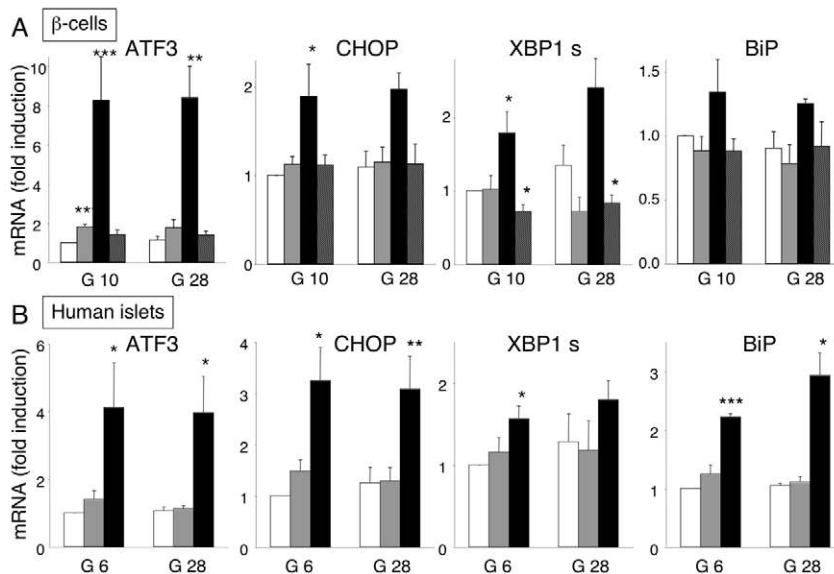 A β-cells
ATF3 CHOP XBP1 s BiP
mRNA (fold induction)
10
8
6
4
2
0
*** ** **
G 10 G 28
2
1
0
*
G 10 G 28
2
1
0
* * *
G 10 G 28
1.5
1.0
0.5
0.0
G 10 G 28
B Human islets
ATF3 CHOP XBP1 s BiP
mRNA (fold induction)
6
4
2
0
* *
G 6 G 28
4
3
2
1
0
* **
G 6 G 28
2
1
0
*
G 6 G 28
3
2
1
0
*** *
G 6 G 28